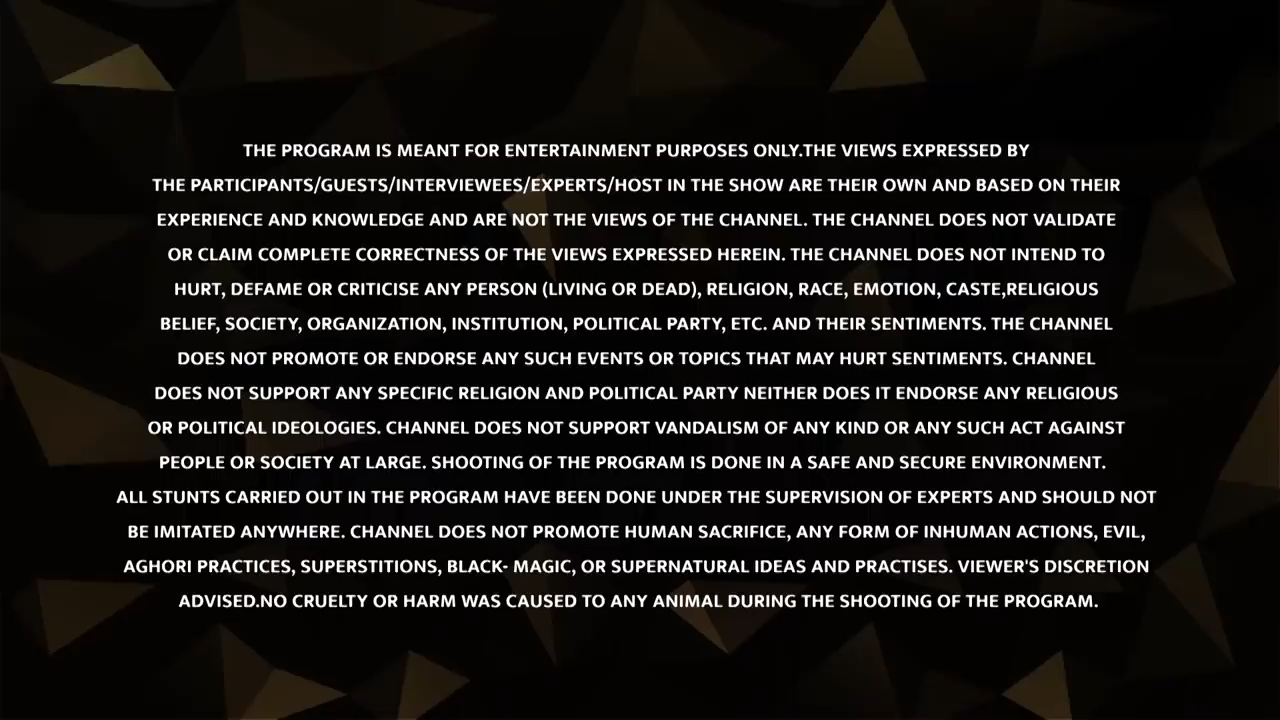 THE PROGRAM IS MEANT FOR ENTERTAINMENT PURPOSES ONLY.THE VIEWS EXPRESSED BY
THE PARTICIPANTS/GUESTS/INTERVIEWEES/EXPERTS/HOST IN THE SHOW ARE THEIR OWN AND BASED ON THEIR
EXPERIENCE AND KNOWLEDGE AND ARE NOT THE VIEWS OF THE CHANNEL. THE CHANNEL DOES NOT VALIDATE
OR CLAIM COMPLETE CORRECTNESS OF THE VIEWS EXPRESSED HEREIN. THE CHANNEL DOES NOT INTEND TO
HURT, DEFAME OR CRITICISE ANY PERSON (LIVING OR DEAD), RELIGION, RACE, EMOTION, CASTE,RELIGIOUS
BELIEF, SOCIETY, ORGANIZATION, INSTITUTION, POLITICAL PARTY, ETC. AND THEIR SENTIMENTS. THE CHANNEL
DOES NOT PROMOTE OR ENDORSE ANY SUCH EVENTS OR TOPICS THAT MAY HURT SENTIMENTS. CHANNEL
DOES NOT SUPPORT ANY SPECIFIC RELIGION AND POLITICAL PARTY NEITHER DOES IT ENDORSE ANY RELIGIOUS
OR POLITICAL IDEOLOGIES. CHANNEL DOES NOT SUPPORT VANDALISM OF ANY KIND OR ANY SUCH ACT AGAINST
PEOPLE OR SOCIETY AT LARGE. SHOOTING OF THE PROGRAM IS DONE IN A SAFE AND SECURE ENVIRONMENT.
ALL STUNTS CARRIED OUT IN THE PROGRAM HAVE BEEN DONE UNDER THE SUPERVISION OF EXPERTS AND SHOULD NOT
BE IMITATED ANYWHERE. CHANNEL DOES NOT PROMOTE HUMAN SACRIFICE, ANY FORM OF INHUMAN ACTIONS, EVIL,
AGHORI PRACTICES, SUPERSTITIONS, BLACK- MAGIC, OR SUPERNATURAL IDEAS AND PRACTISES. VIEWER'S DISCRETION
ADVISED.NO CRUELTY OR HARM WAS CAUSED TO ANY ANIMAL DURING THE SHOOTING OF THE PROGRAM.